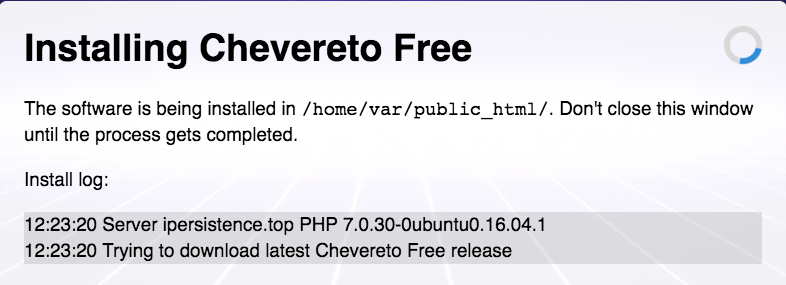 Installing Chevereto Free
The software is being installed in /home/var/public_html/. Don't close this window
until the process gets completed.
Install log:
12:23:20 Server ipersistence.top PHP 7.0.30-0ubuntu0.16.04.1
12:23:20 Trying to download latest Chevereto Free release